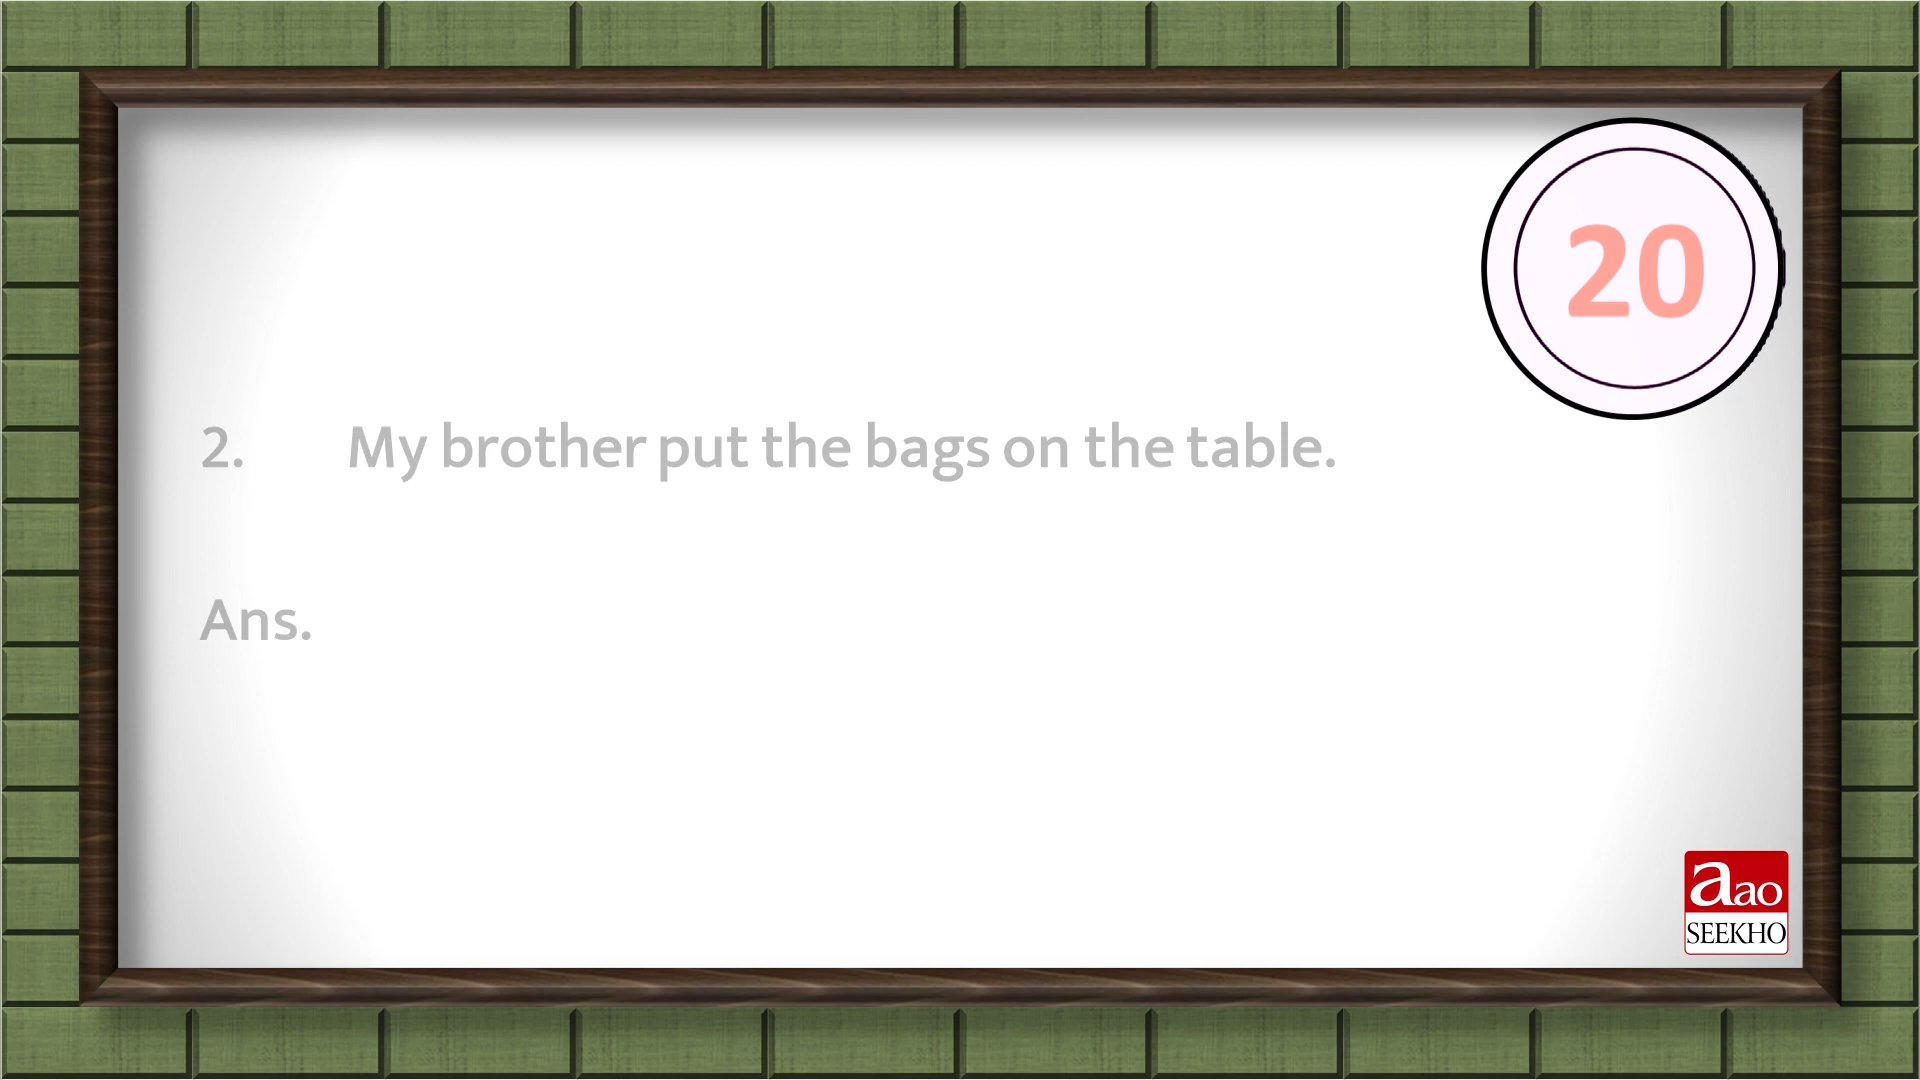 20
2. My brother put the bags on the table.
Ans.
aao
SEEKHO